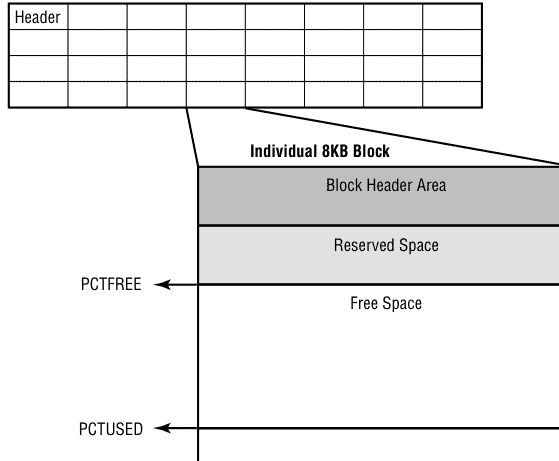 Header
Individual 8KB Block
Block Header Area
Reserved Space
PCTFREE
Free Space
PCTUSED